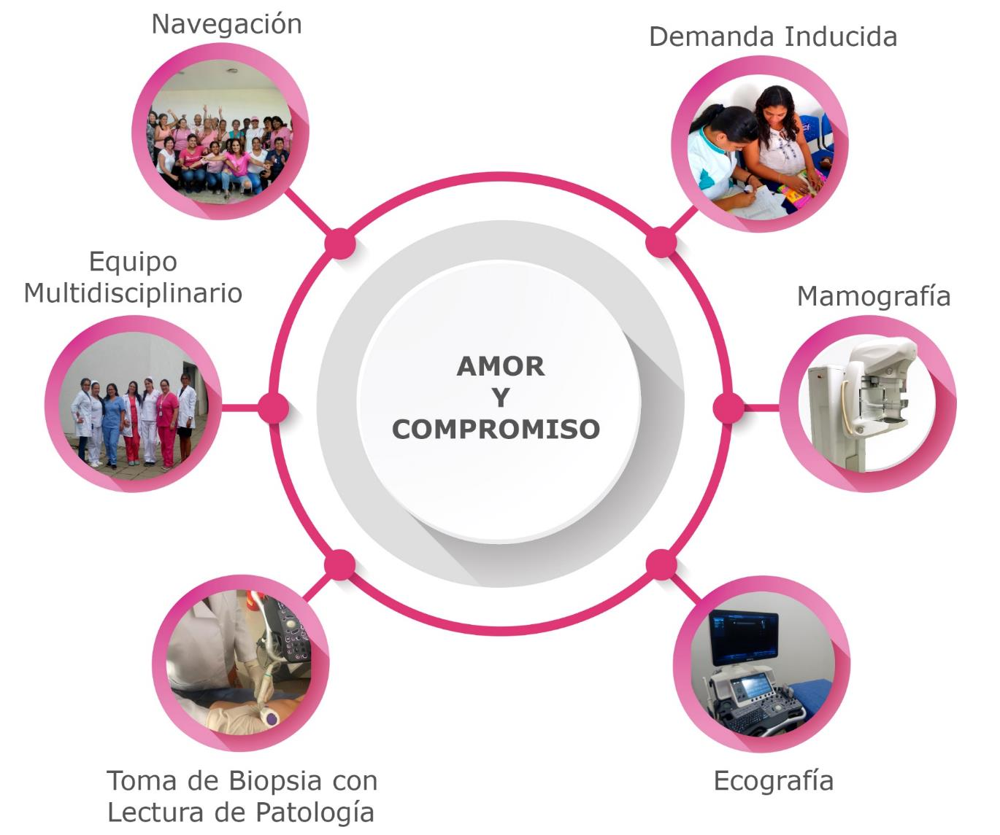 Navegación
Demanda Inducida
Equipo
Multidisciplinario
Mamografía
AMOR
Y
COMPROMISO
Toma de Biopsia con
Lectura de Patología
Ecografía